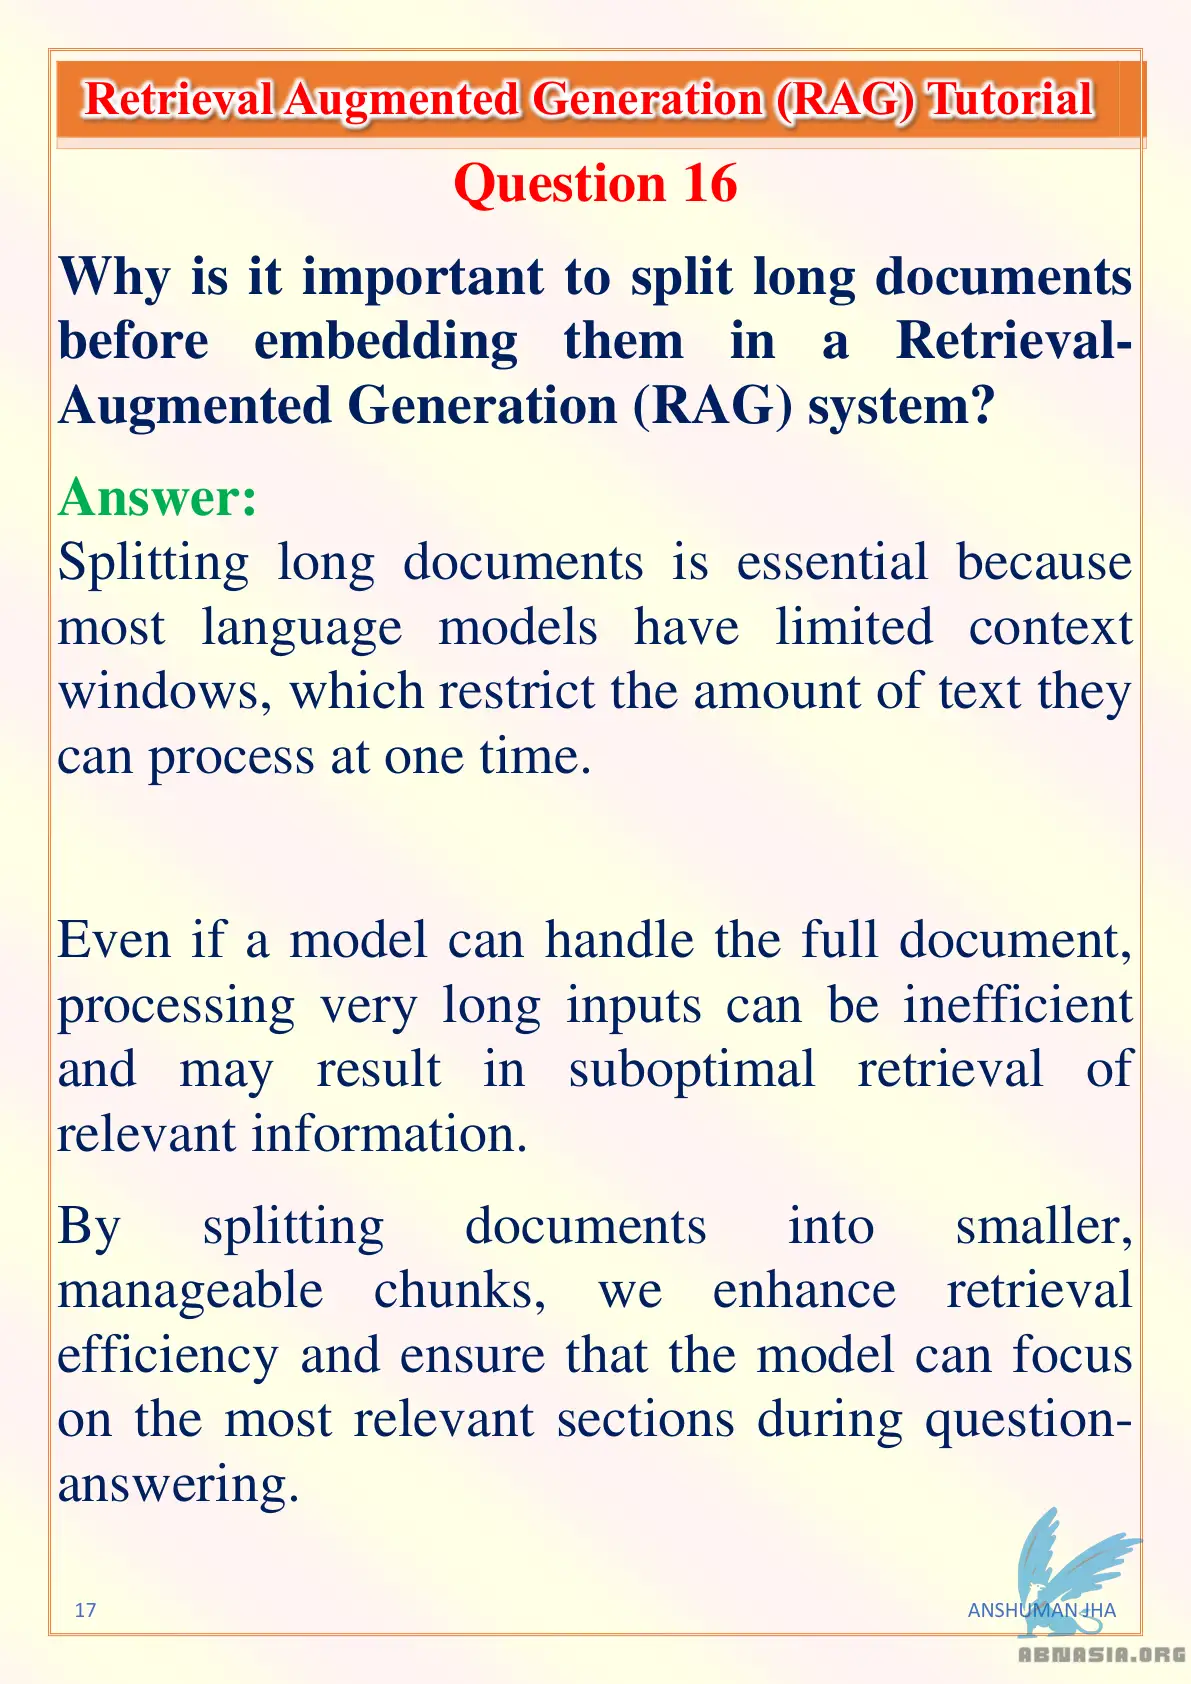 Retrieval Augmented Generation (RAG) Tutorial
Question 16
Why is it important to split long documents
before embedding them in a Retrieval-
Augmented Generation (RAG) system?
Answer:
Splitting long documents is essential because
most language models have limited context
windows, which restrict the amount of text they
can process at one time.
Even if a model can handle the full document,
processing very long inputs can be inefficient
and may result in suboptimal retrieval of
relevant information.
By splitting documents into smaller,
manageable chunks, we enhance retrieval
efficiency and ensure that the model can focus
on the most relevant sections during question-
answering.
17
ANSHUMAN JHA
ABNASIA.ORG